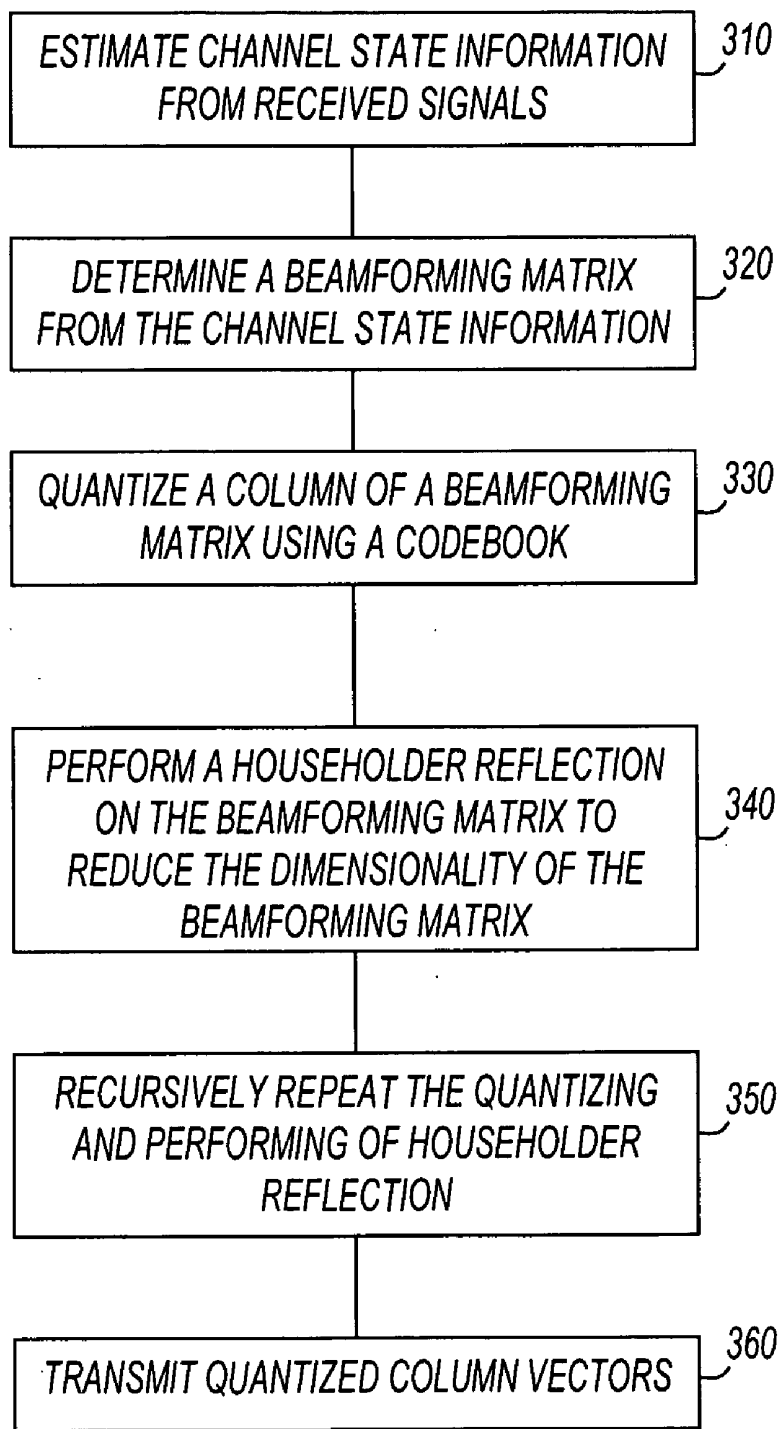 ESTIMATE CHANNEL STATE INFORMATION
FROM RECEIVED SIGNALS
310
DETERMINE A BEAMFORMING MATRIX
FROM THE CHANNEL STATE INFORMATION
320
QUANTIZE A COLUMN OF A BEAMFORMING
MATRIX USING A CODEBOOK
330
PERFORM A HOUSEHOLDER REFLECTION
ON THE BEAMFORMING MATRIX TO
REDUCE THE DIMENSIONALITY OF THE
BEAMFORMING MATRIX
340
RECURSIVELY REPEAT THE QUANTIZING
AND PERFORMING OF HOUSEHOLDER
REFLECTION
350
TRANSMIT QUANTIZED COLUMN VECTORS
360